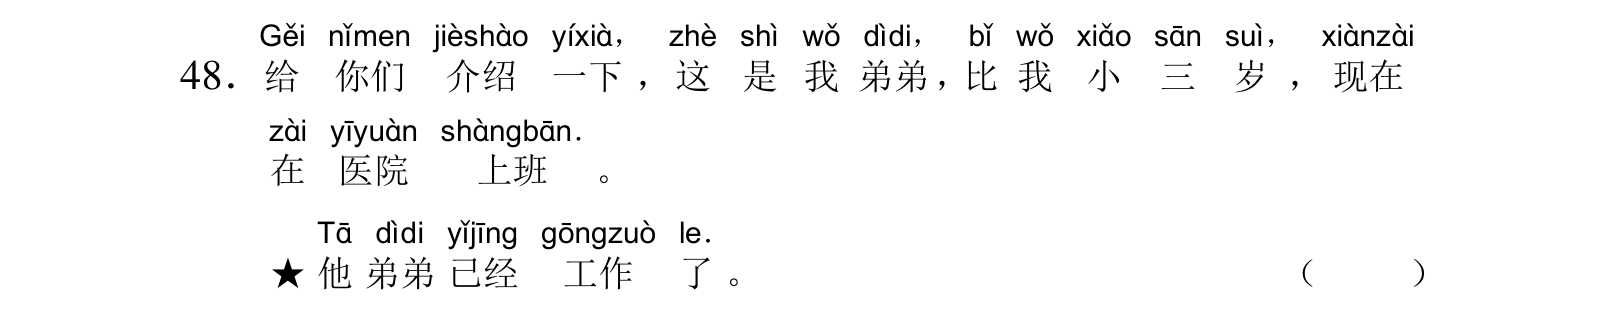 Gěi nǐmen jièshào yíxià, zhè shì wǒ dìdi, bǐ wǒ xiǎo sān suì, xiànzài
48. 给 你们 介绍 一下 , 这 是 我 弟弟 , 比 我 小 三 岁 , 现在
zài yīyuàn shàngbān.
在 医院 上班 。
Tā dìdi yǐjīng gōngzuò le.
★ 他 弟弟 已经 工作 了 。 ( )